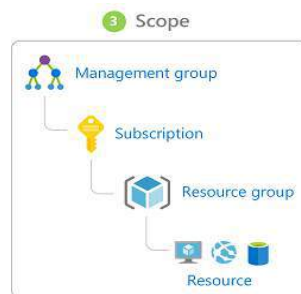 3 Scope
Management group
Subscription
Resource group
Resource